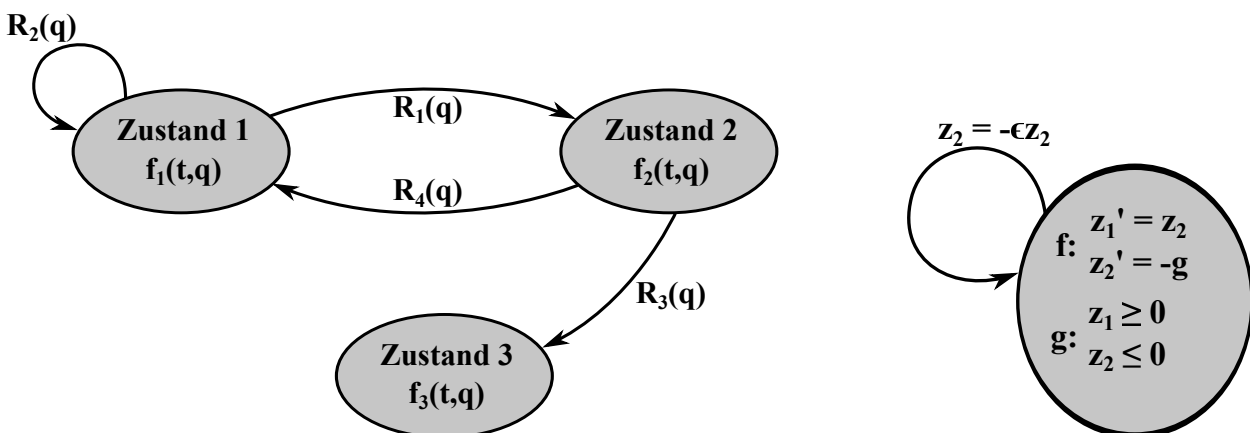 R₂(q)
Zustand 1
f₁(t,q)
R₁(q)
Zustand 2
f₂(t,q)
R₄(q)
R₃(q)
Zustand 3
f₃(t,q)
z₂ = -ϵz₂
f: z₁' = z₂
z₂' = -g
g: z₁ ≥ 0
z₂ ≤ 0